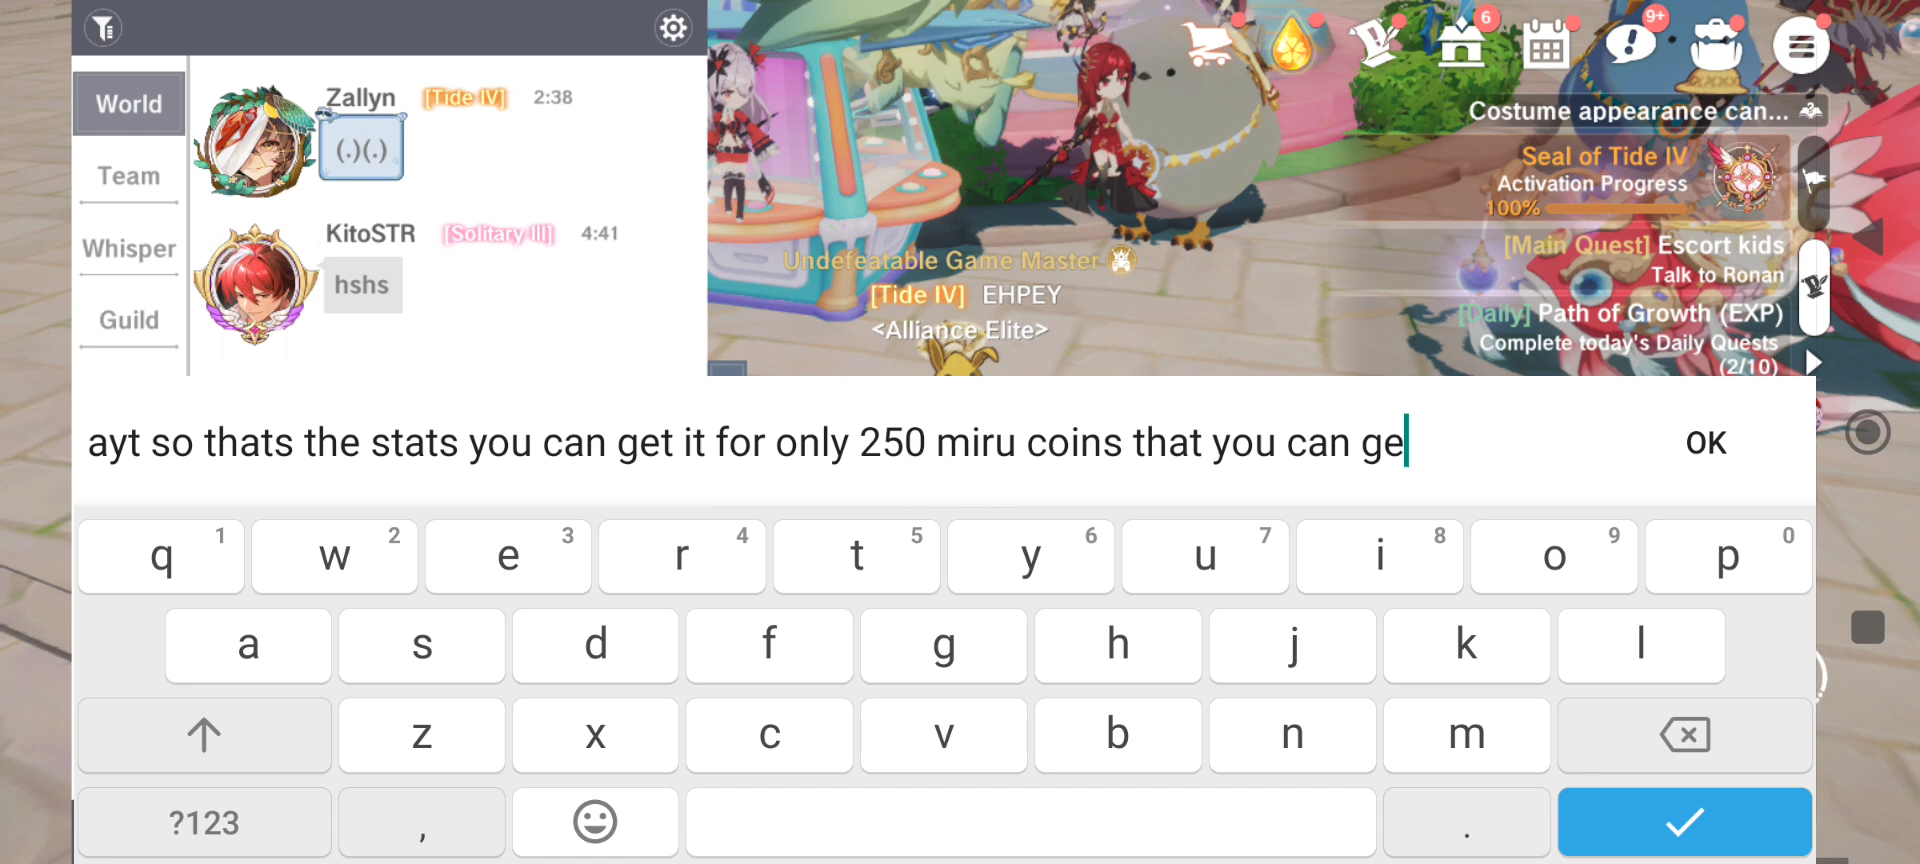 World
Team
Whisper
Guild
Zallyn [Tide IV] 2:38
(.)(.)
KitoSTR [Solitary III] 4:41
hshs
6
9+
Costume appearance can...
Seal of Tide IV
Activation Progress
100%
[Main Quest] Escort kids
Talk to Ronan
[Daily] Path of Growth (EXP)
Complete today's Daily Quests
(2/10)
Undefeatable Game Master
[Tide IV] EHPEY
<Alliance Elite>
ayt so thats the stats you can get it for only 250 miru coins that you can ge
OK
q 1 w 2 e 3 r 4 t 5 y 6 u 7 i 8 o 9 p 0
a s d f g h j k l
z x c v b n m
?123 , .